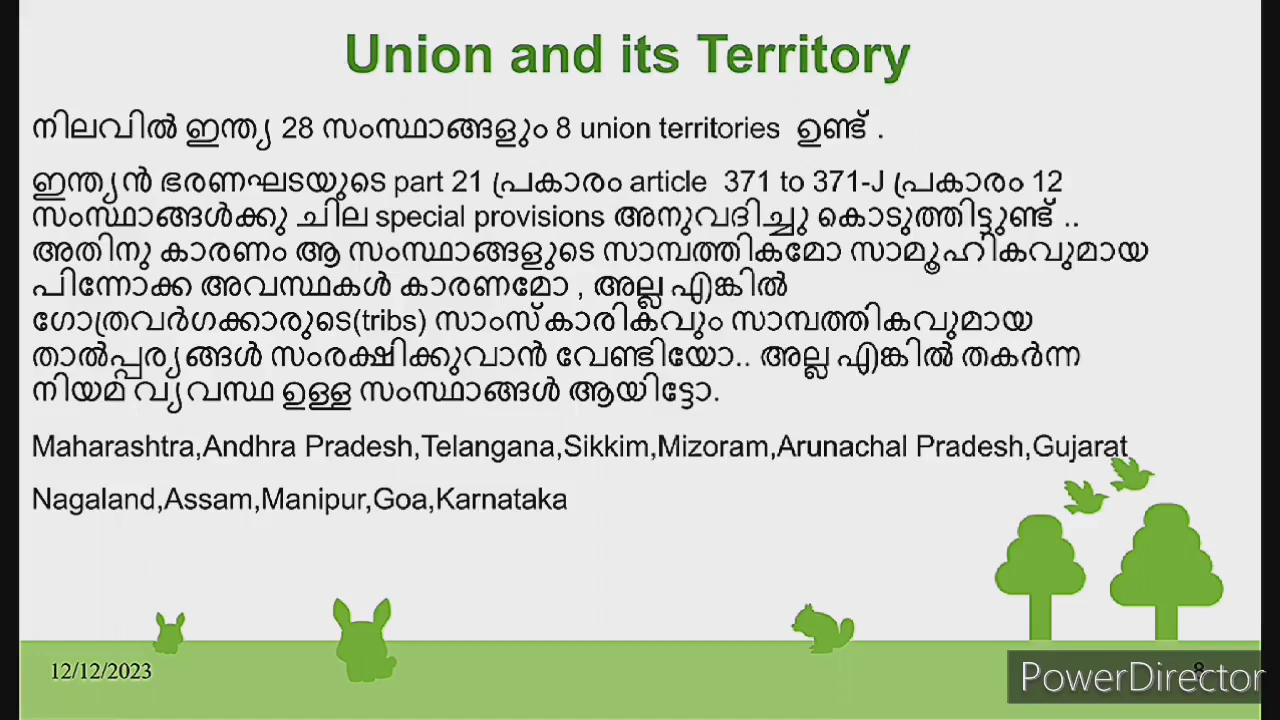 Union and its Territory
നിലവിൽ ഇന്ത്യ 28 സംസ്ഥാങ്ങളും 8 union territories ഉണ്ട് .
ഇന്ത്യൻ ഭരണഘടയുടെ part 21 പ്രകാരം article 371 to 371-J പ്രകാരം 12
സംസ്ഥാങ്ങൾക്കു ചില special provisions അനുവദിച്ചു കൊടുത്തിട്ടുണ്ട് ..
അതിനു കാരണം ആ സംസ്ഥാങ്ങളുടെ സാമ്പത്തികമോ സാമൂഹികവുമായ
പിന്നോക്ക അവസ്ഥകൾ കാരണമോ , അല്ല എങ്കിൽ
ഗോത്രവർഗക്കാരുടെ(tribs) സാംസ്കാരികവും സാമ്പത്തികവുമായ
താൽപ്പര്യങ്ങൾ സംരക്ഷിക്കുവാൻ വേണ്ടിയോ.. അല്ല എങ്കിൽ തകർന്ന
നിയമ വ്യവസ്ഥ ഉള്ള സംസ്ഥാങ്ങൾ ആയിട്ടോ.
Maharashtra,Andhra Pradesh,Telangana,Sikkim,Mizoram,Arunachal Pradesh,Gujarat
Nagaland,Assam,Manipur,Goa,Karnataka
12/12/2023
8
PowerDirector